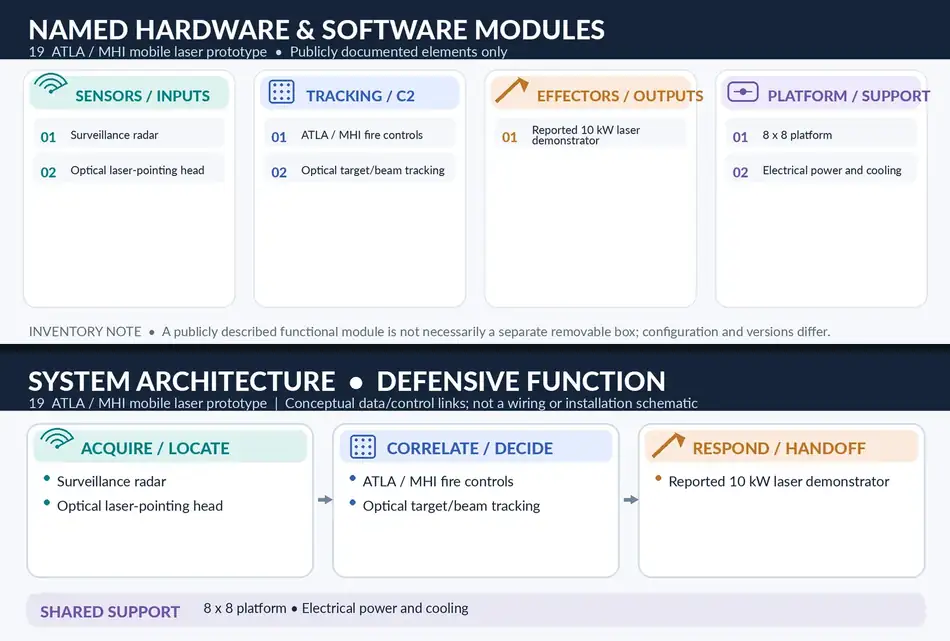 NAMED HARDWARE & SOFTWARE MODULES
19 ATLA / MHI mobile laser prototype • Publicly documented elements only
SENSORS / INPUTS
01 Surveillance radar
02 Optical laser-pointing head
TRACKING / C2
01 ATLA / MHI fire controls
02 Optical target/beam tracking
EFFECTORS / OUTPUTS
01 Reported 10 kW laser
demonstrator
PLATFORM / SUPPORT
01 8 x 8 platform
02 Electrical power and cooling
INVENTORY NOTE • A publicly described functional module is not necessarily a separate removable box; configuration and versions differ.
SYSTEM ARCHITECTURE • DEFENSIVE FUNCTION
19 ATLA / MHI mobile laser prototype | Conceptual data/control links; not a wiring or installation schematic
ACQUIRE / LOCATE
• Surveillance radar
• Optical laser-pointing head
CORRELATE / DECIDE
• ATLA / MHI fire controls
• Optical target/beam tracking
RESPOND / HANDOFF
• Reported 10 kW laser demonstrator
SHARED SUPPORT 8 x 8 platform • Electrical power and cooling